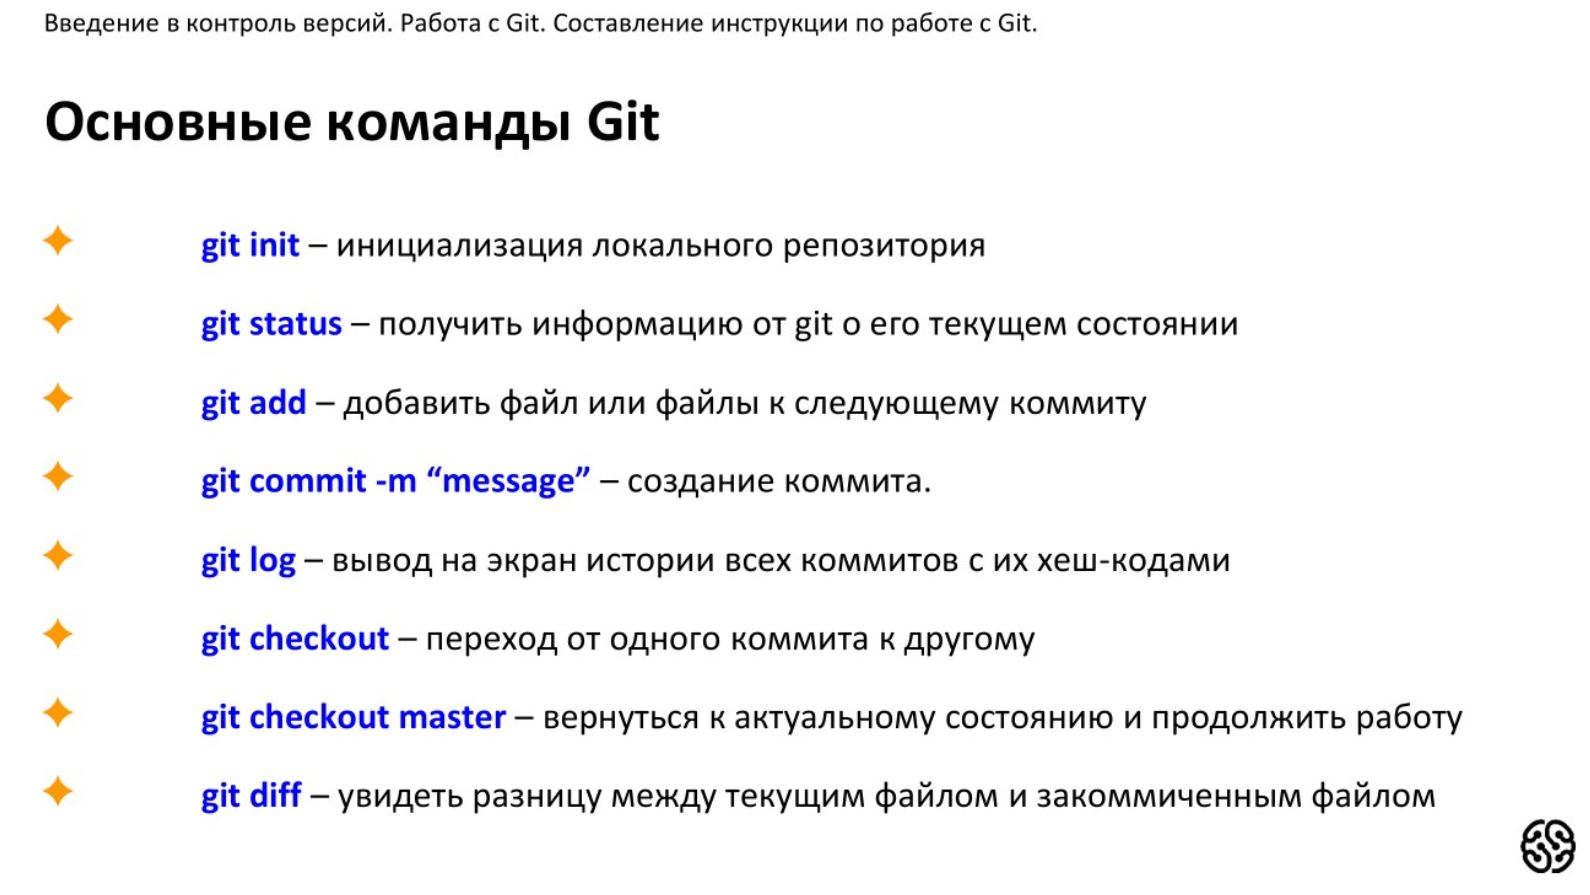 Введение в контроль версий. Работа с Git. Составление инструкции по работе с Git.
Основные команды Git
git init – инициализация локального репозитория
git status – получить информацию от git о его текущем состоянии
git add – добавить файл или файлы к следующему коммиту
git commit -m “message” – создание коммита.
git log – вывод на экран истории всех коммитов с их хеш-кодами
git checkout – переход от одного коммита к другому
git checkout master – вернуться к актуальному состоянию и продолжить работу
git diff – увидеть разницу между текущим файлом и закоммиченным файлом